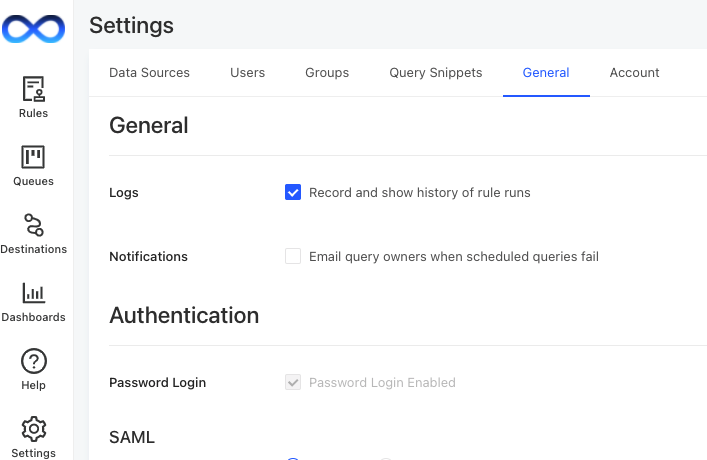 Settings
Data Sources Users Groups Query Snippets General Account
General
Logs Record and show history of rule runs
Notifications Email query owners when scheduled queries fail
Authentication
Password Login Password Login Enabled
SAML
Rules
Queues
Destinations
Dashboards
Help
Settings